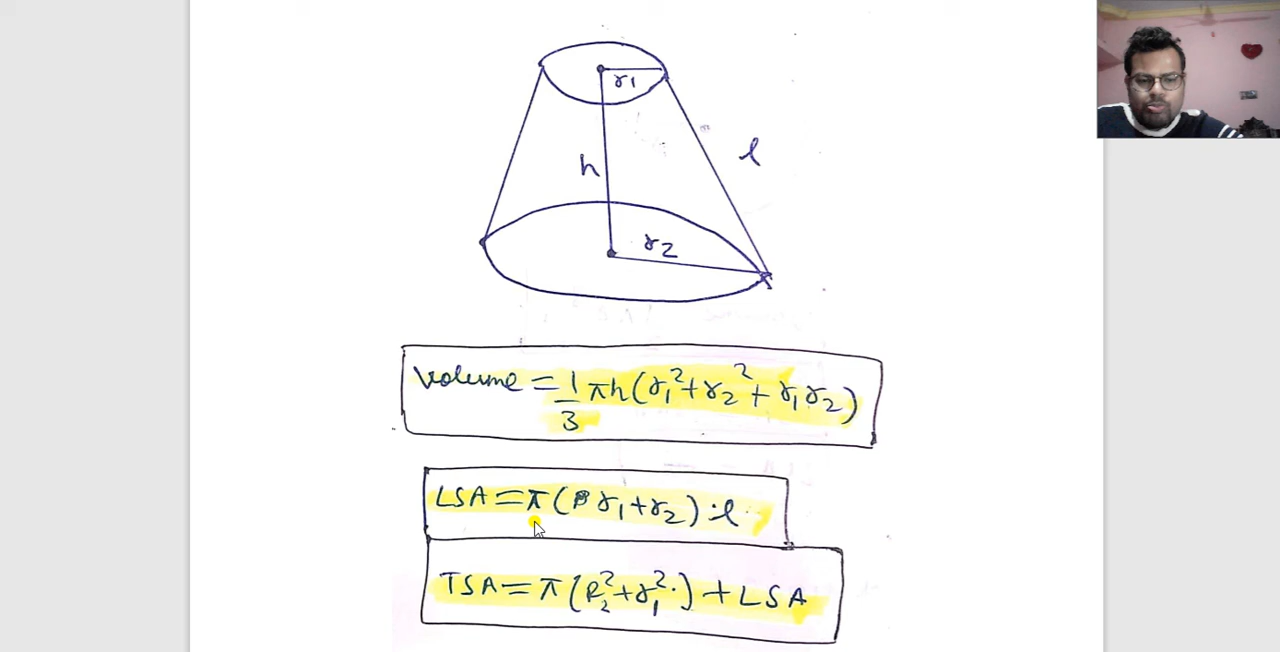 r1
h
l
r2
Volume = 1/3 πh(r₁²+r₂²+r₁r₂)
LSA = π(r₁+r₂)·l
TSA = π(R₂²+r₁²·)+LSA